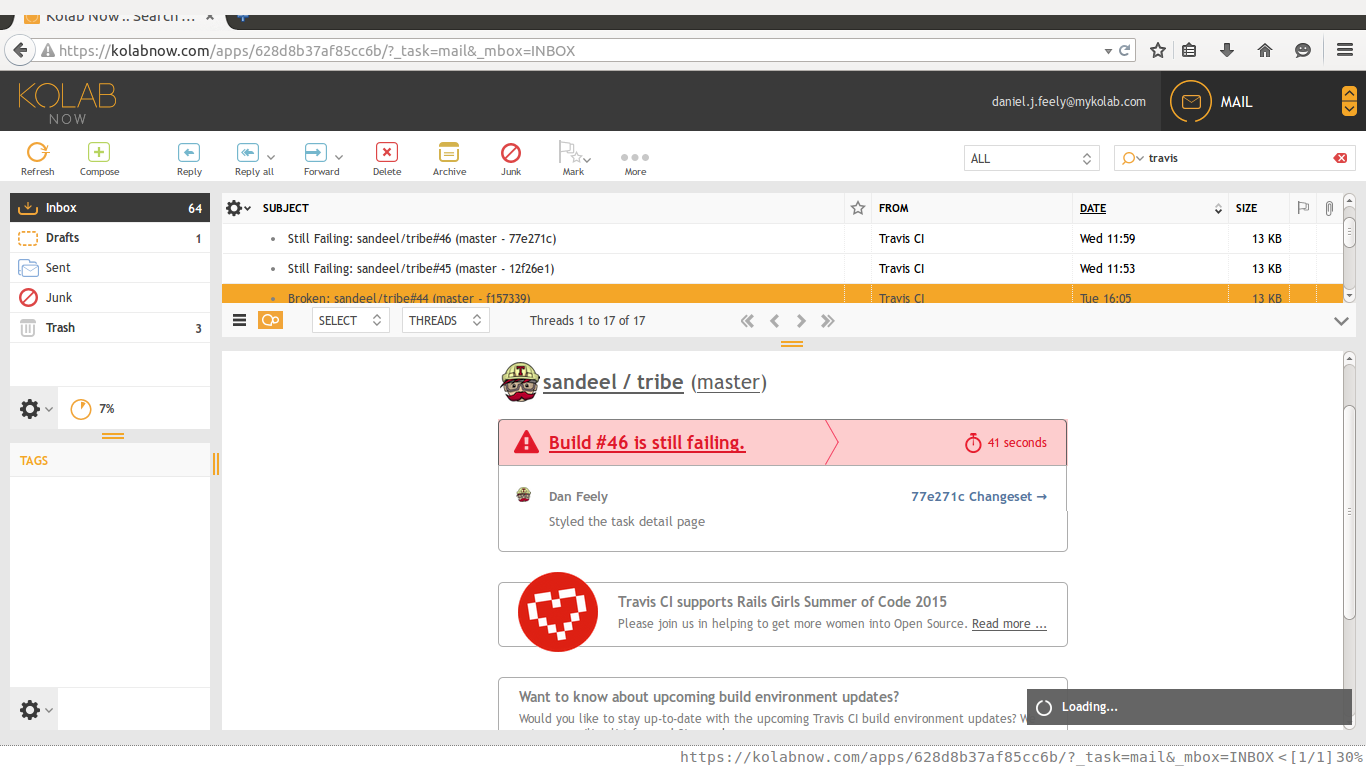 Kolab Now :: Search ...
https://kolabnow.com/apps/628d8b37af85cc6b/?_task=mail&_mbox=INBOX
KOLAB
NOW
daniel.j.feely@mykolab.com
MAIL
Refresh Compose Reply Reply all Forward Delete Archive Junk Mark More
ALL
travis
Inbox 64
Drafts 1
Sent
Junk
Trash 3
7%
TAGS
SUBJECT FROM DATE SIZE
Still Failing: sandeel/tribe#46 (master - 77e271c) Travis CI Wed 11:59 13 KB
Still Failing: sandeel/tribe#45 (master - 12f26e1) Travis CI Wed 11:53 13 KB
Broken: sandeel/tribe#44 (master - f157339) Travis CI Tue 16:05 13 KB
SELECT THREADS Threads 1 to 17 of 17
sandeel / tribe (master)
Build #46 is still failing. 41 seconds
Dan Feely 77e271c Changeset →
Styled the task detail page
Travis CI supports Rails Girls Summer of Code 2015
Please join us in helping to get more women into Open Source. Read more ...
Want to know about upcoming build environment updates?
Would you like to stay up-to-date with the upcoming Travis CI build environment updates?
Loading...
https://kolabnow.com/apps/628d8b37af85cc6b/?_task=mail&_mbox=INBOX <[1/1] 30%